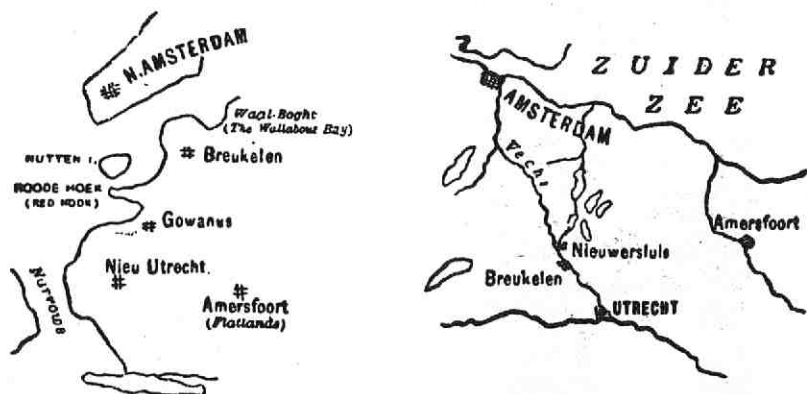 N. AMSTERDAM
Waal-Boght
(The Wallabout Bay)
Breukelen
NUTTEN I.
ROODE HOEK
(RED HOOK)
Gowanus
Nieu Utrecht
Amersfoort
(Flatlands)
ZUIDER
ZEE
AMSTERDAM
Vecht
Amersfoort
Nieuwersluis
Breukelen
UTRECHT